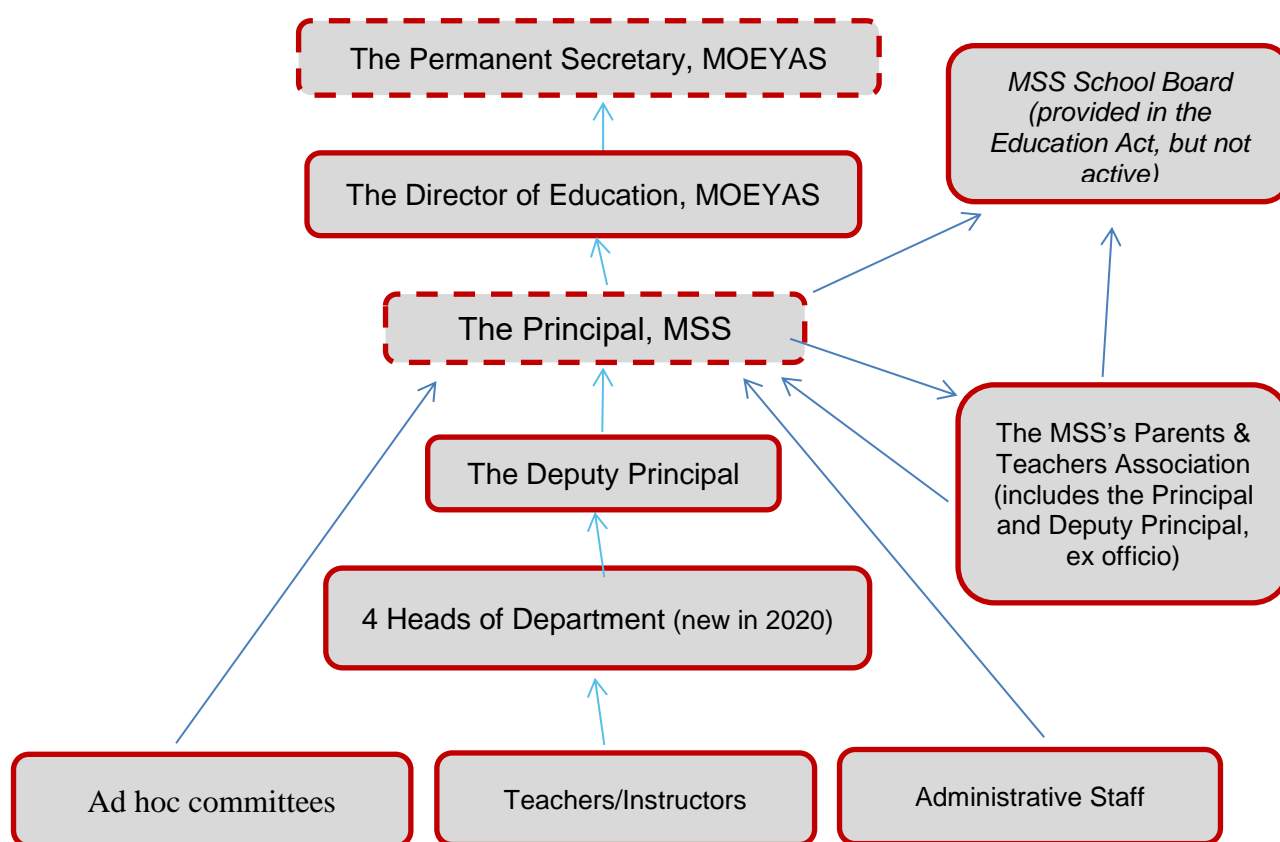 The Permanent Secretary, MOEYAS
MSS School Board
(provided in the
Education Act, but not
active)
The Director of Education, MOEYAS
The Principal, MSS
The MSS's Parents &
Teachers Association
(includes the Principal
and Deputy Principal,
ex officio)
The Deputy Principal
4 Heads of Department (new in 2020)
Ad hoc committees
Teachers/Instructors
Administrative Staff